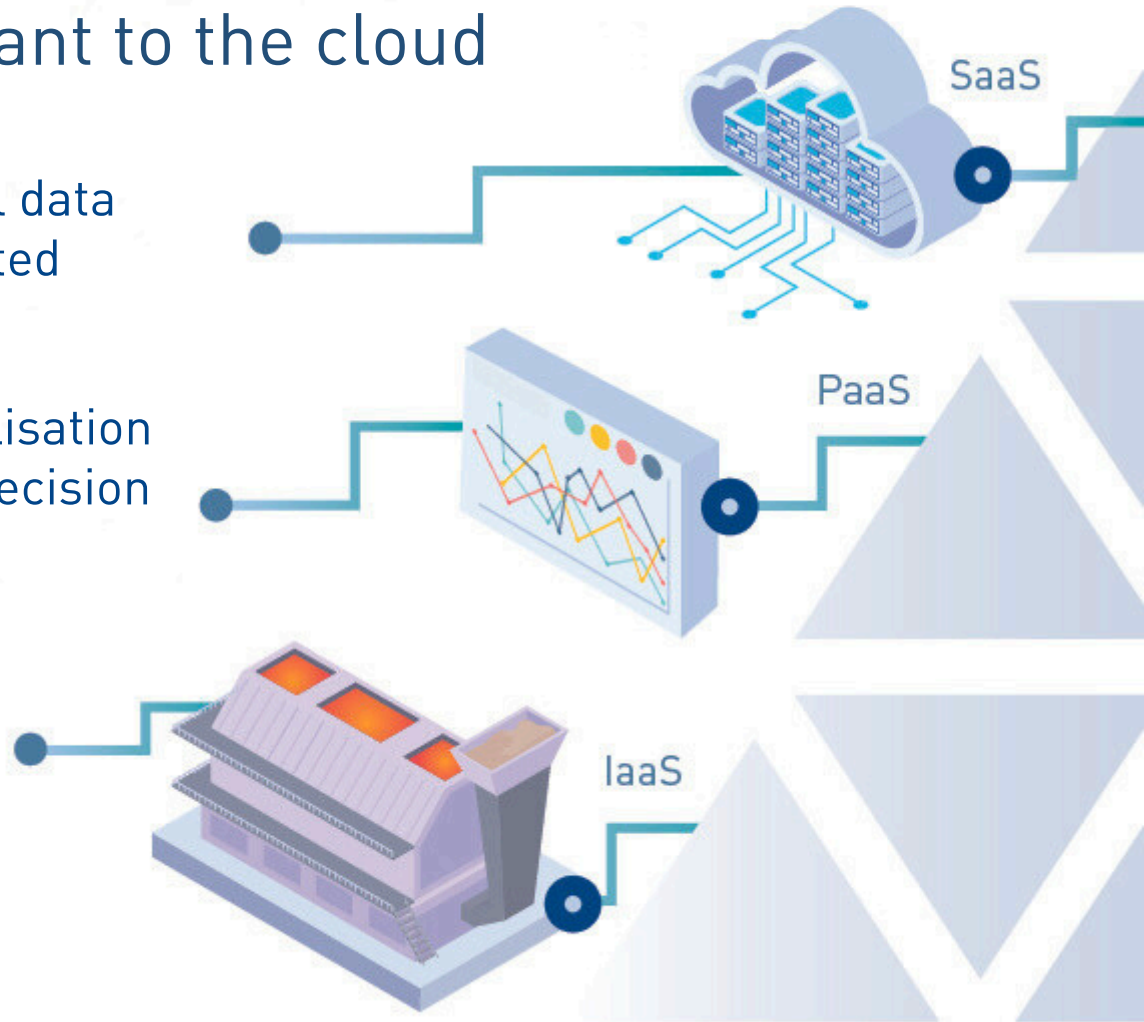 ant to the cloud
SaaS
l data
ted
PaaS
isation
ecision
IaaS